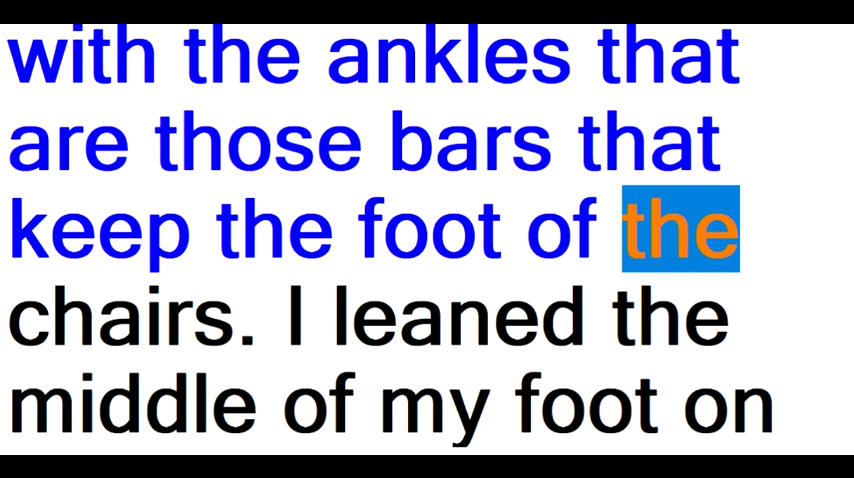 with the ankles that
are those bars that
keep the foot of the
chairs. I leaned the
middle of my foot on